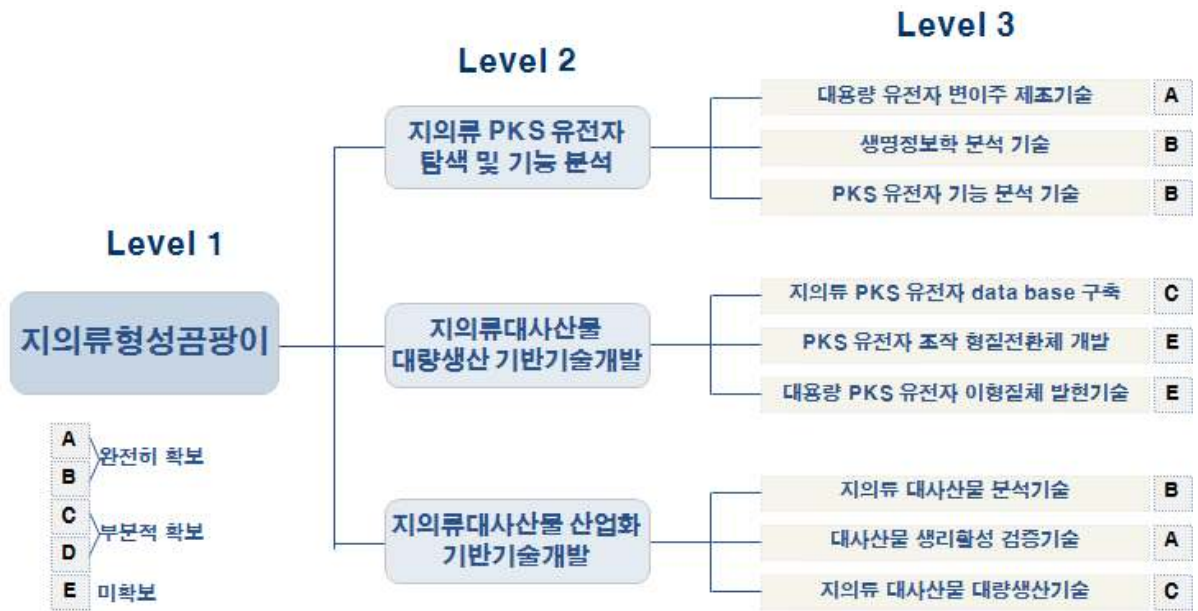 Level 1
지의류형성곰팡이
A
B
완전히 확보
C
D
부분적 확보
E 미확보
Level 2
지의류 PKS 유전자
탐색 및 기능 분석
지의류대사산물
대량생산 기반기술개발
지의류대사산물 산업화
기반기술개발
Level 3
대용량 유전자 변이주 제조기술 A
생명정보학 분석 기술 B
PKS 유전자 기능 분석 기술 B
지의류 PKS 유전자 data base 구축 C
PKS 유전자 조작 형질전환체 개발 E
대용량 PKS 유전자 이형질체 발현기술 E
지의류 대사산물 분석기술 B
대사산물 생리활성 검증기술 A
지의류 대사산물 대량생산기술 C